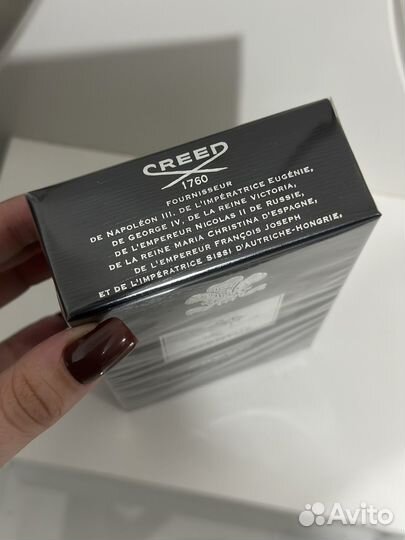 CREED
1760
FOURNISSEUR
DE NAPOLÉON III, DE L'IMPÉRATRICE EUGÉNIE,
DE GEORGE IV, DE LA REINE VICTORIA,
DE L'EMPEREUR NICOLAS II DE RUSSIE,
DE LA REINE MARIA CHRISTINA D'ESPAGNE,
DE L'EMPEREUR FRANÇOIS JOSEPH
ET DE L'IMPÉRATRICE SISSI D'AUTRICHE-HONGRIE,
Avito